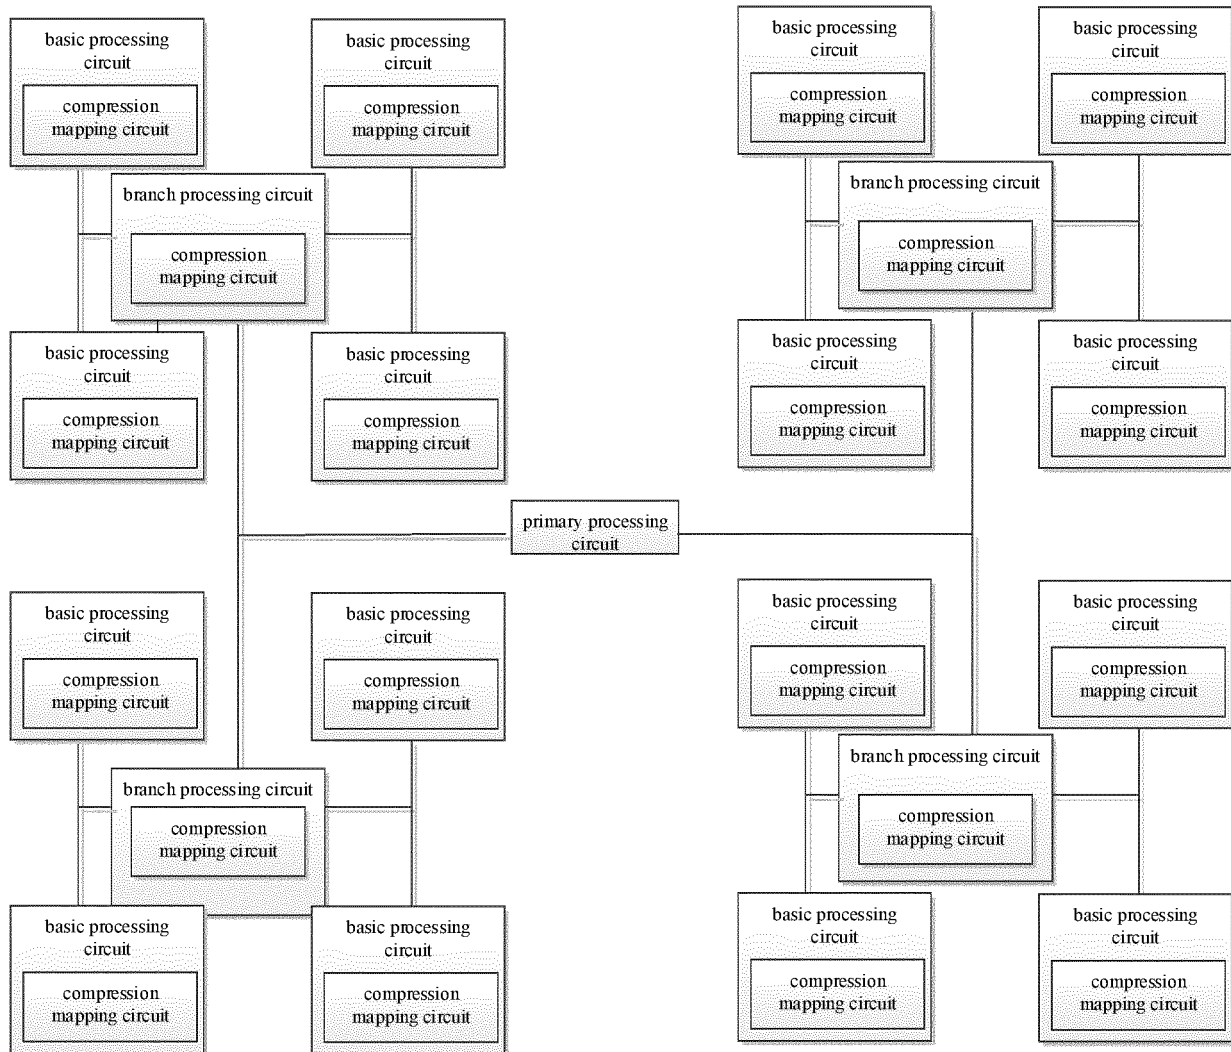 basic processing
circuit
compression
mapping circuit
basic processing
circuit
compression
mapping circuit
branch processing circuit
compression
mapping circuit
basic processing
circuit
compression
mapping circuit
basic processing
circuit
compression
mapping circuit
basic processing
circuit
compression
mapping circuit
basic processing
circuit
compression
mapping circuit
branch processing circuit
compression
mapping circuit
basic processing
circuit
compression
mapping circuit
basic processing
circuit
compression
mapping circuit
primary processing
circuit
basic processing
circuit
compression
mapping circuit
basic processing
circuit
compression
mapping circuit
branch processing circuit
compression
mapping circuit
basic processing
circuit
compression
mapping circuit
basic processing
circuit
compression
mapping circuit
basic processing
circuit
compression
mapping circuit
basic processing
circuit
compression
mapping circuit
branch processing circuit
compression
mapping circuit
basic processing
circuit
compression
mapping circuit
basic processing
circuit
compression
mapping circuit